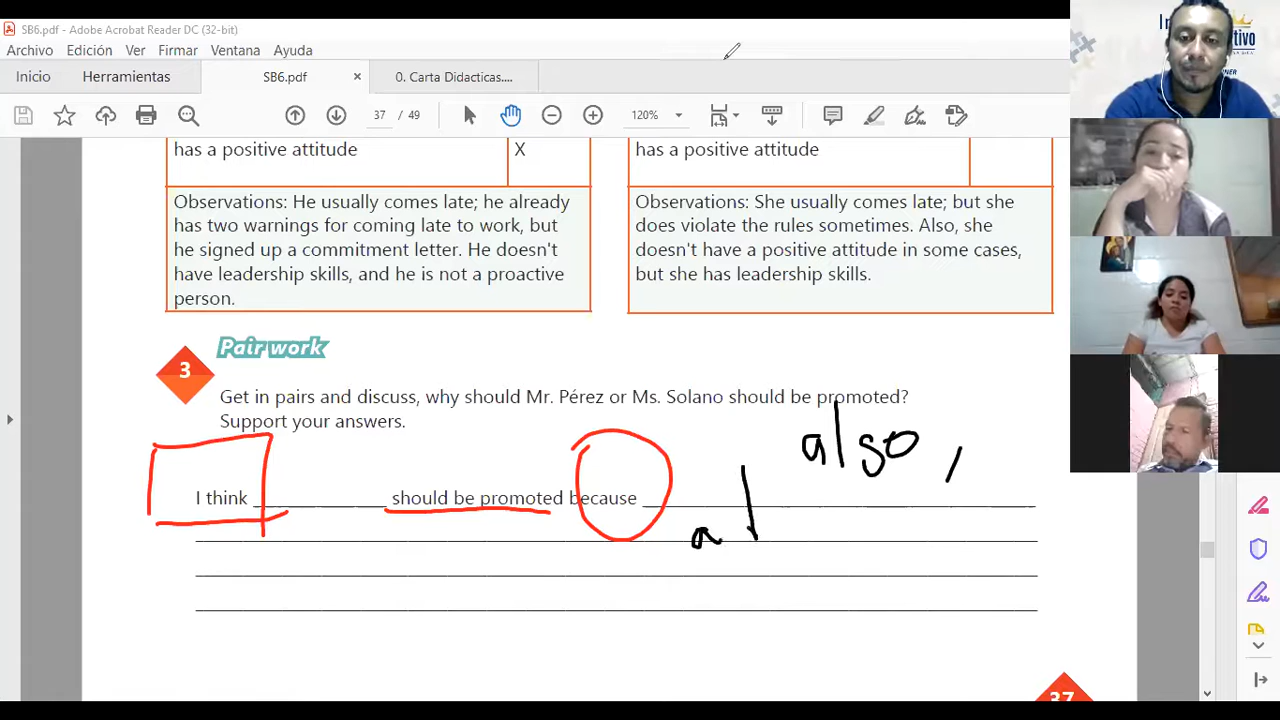 SB6.pdf - Adobe Acrobat Reader DC (32-bit)
Archivo Edición Ver Firmar Ventana Ayuda
Inicio Herramientas SB6.pdf × 0. Carta Didacticas....
37 / 49 120%
has a positive attitude X
Observations: He usually comes late; he already
has two warnings for coming late to work, but
he signed up a commitment letter. He doesn't
have leadership skills, and he is not a proactive
person.
has a positive attitude
Observations: She usually comes late; but she
does violate the rules sometimes. Also, she
doesn't have a positive attitude in some cases,
but she has leadership skills.
Pair work
3
Get in pairs and discuss, why should Mr. Pérez or Ms. Solano should be promoted?
Support your answers.
also,
I think ______________ should be promoted because
al
37